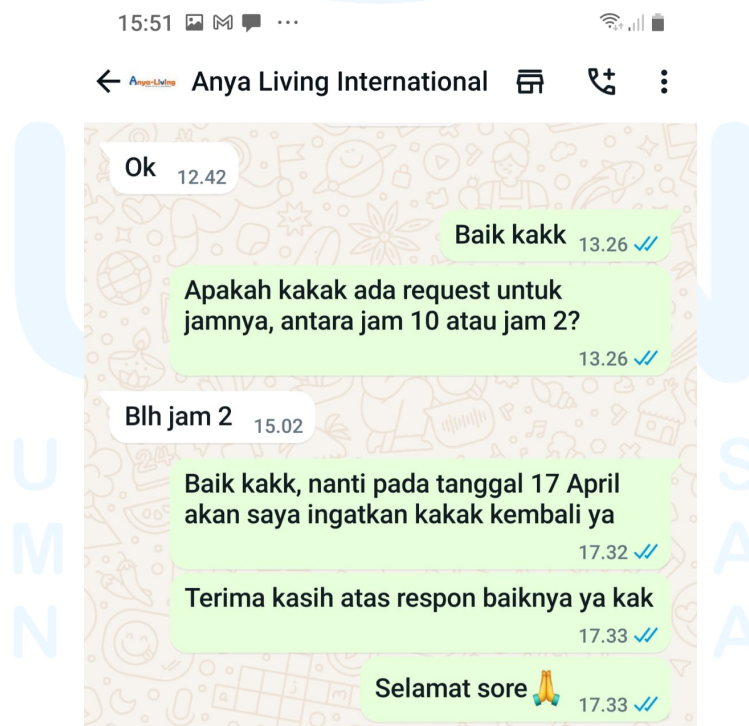 15:51
Anya-Living Anya Living International
Ok 12.42
Baik kakk 13.26
Apakah kakak ada request untuk
jamnya, antara jam 10 atau jam 2?
13.26
Blh jam 2 15.02
Baik kakk, nanti pada tanggal 17 April
akan saya ingatkan kakak kembali ya
17.32
Terima kasih atas respon baiknya ya kak
17.33
Selamat sore🙏 17.33
U
M
N
U
S
A
A